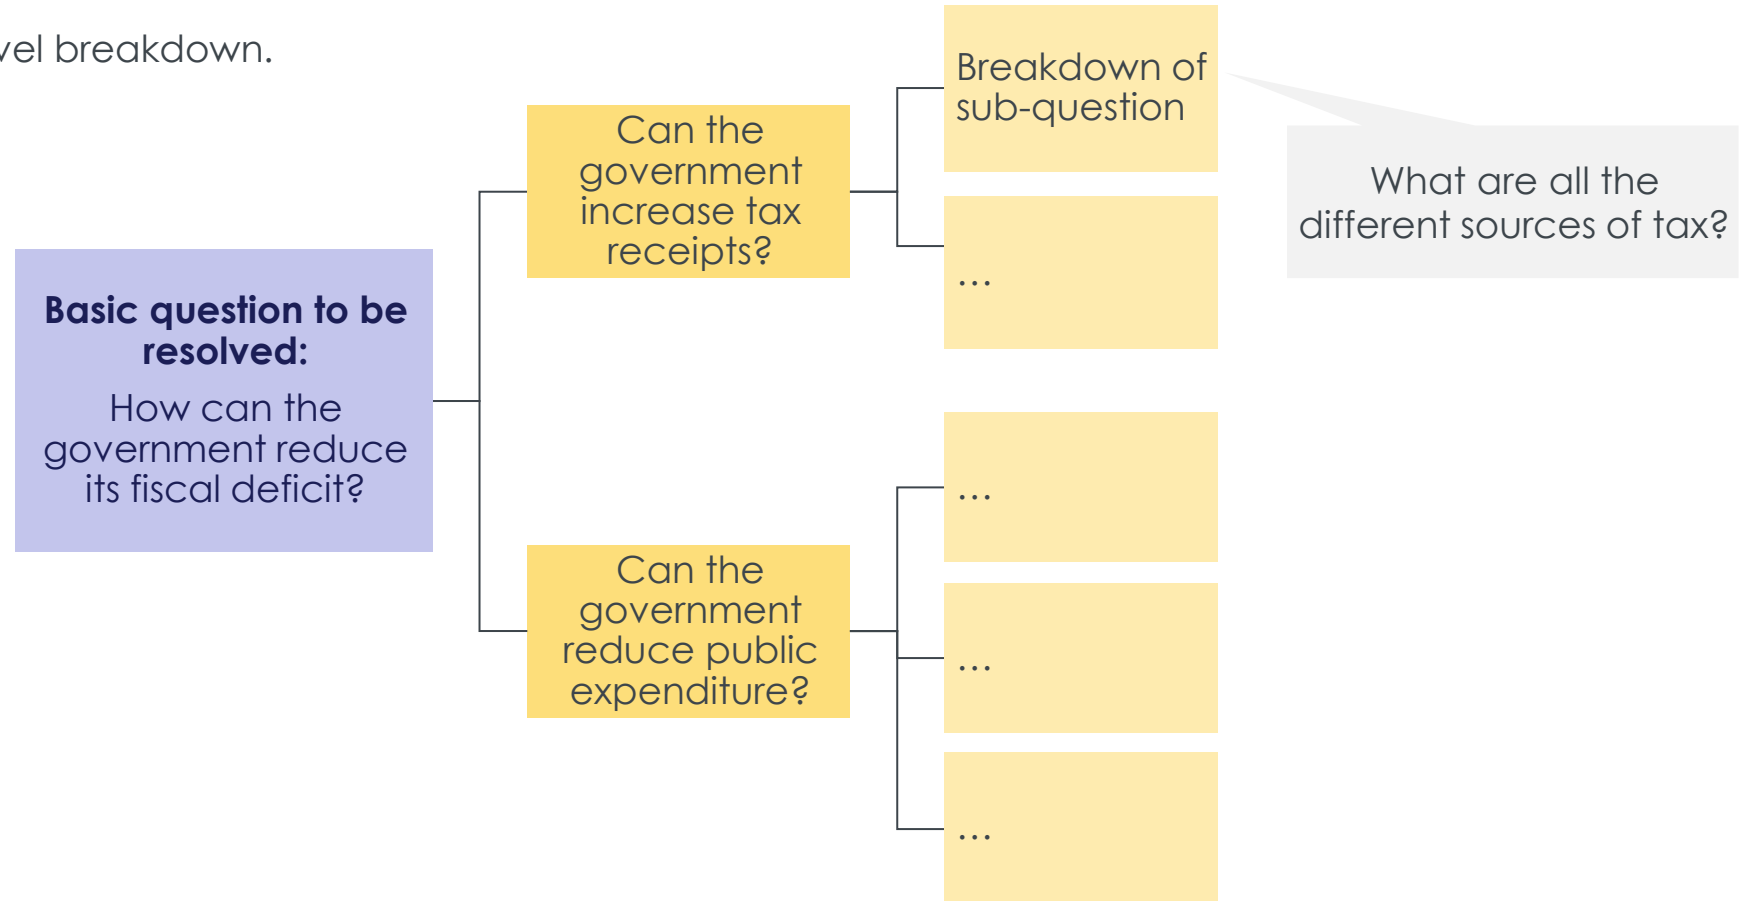 breakdown.
Basic question to be
resolved:
How can the
government reduce
its fiscal deficit?
Can the
government
increase tax
receipts?
Breakdown of
sub-question
What are all the
different sources of tax?
…
Can the
government
reduce public
expenditure?
…
…
…